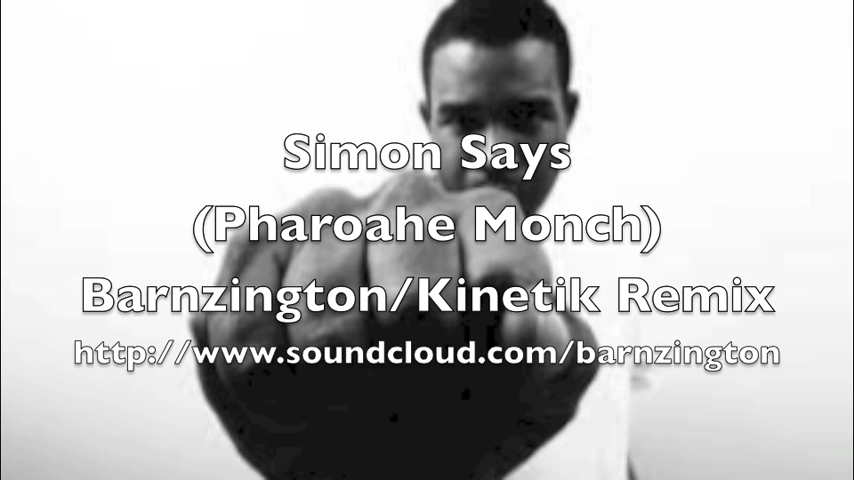 Simon Says
(Pharoahe Monch)
Barnzington/Kinetik Remix
http://www.soundcloud.com/barnzington